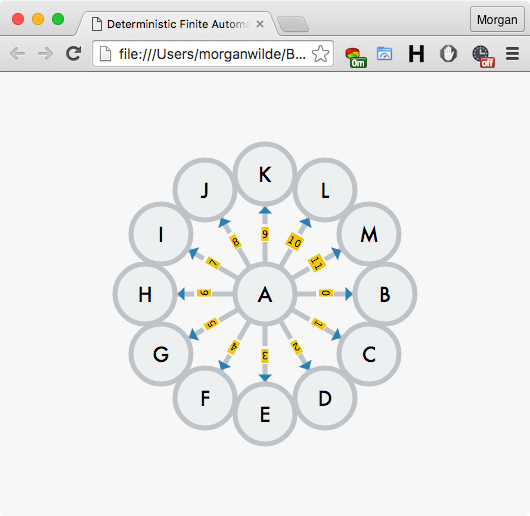 Deterministic Finite Autom
Morgan
file:///Users/morganwilde/B...
0m
H
off
K
J
L
I
M
9
8
10
7
11
H
6
A
0
B
5
1
G
4
3
2
C
F
D
E